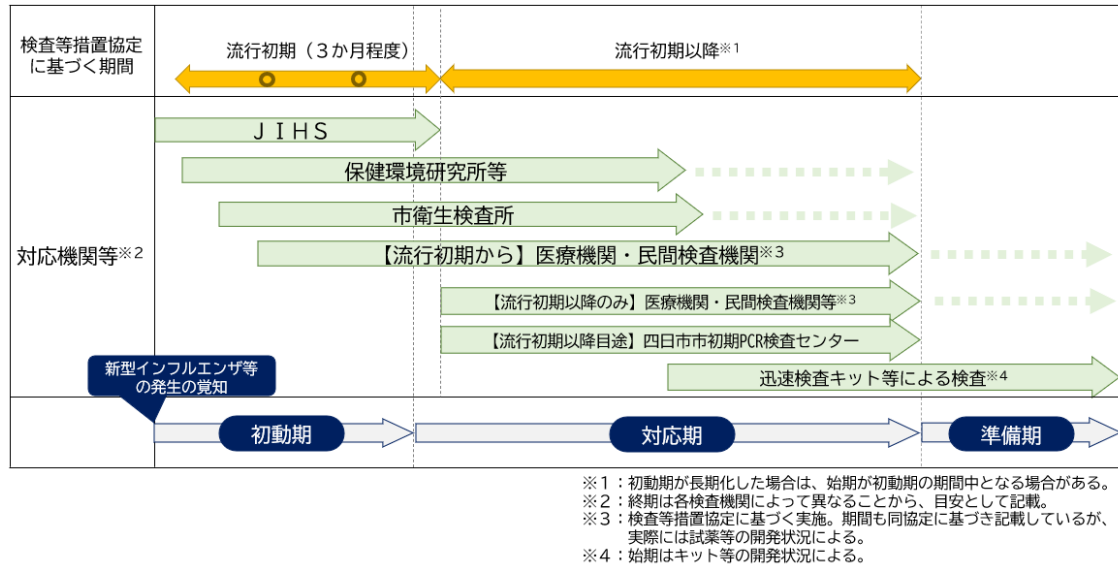 検査等措置協定
に基づく期間
流行初期（３か月程度）
流行初期以降※1
対応機関等※2
ＪＩＨＳ
保健環境研究所等
市衛生検査所
【流行初期から】医療機関・民間検査機関※3
【流行初期以降のみ】医療機関・民間検査機関等※3
【流行初期以降目途】四日市市初期PCR検査センター
迅速検査キット等による検査※4
新型インフルエンザ等
の発生の覚知
初動期
対応期
準備期
※１：初動期が長期化した場合は、始期が初動期の期間中となる場合がある。
※２：終期は各検査機関によって異なることから、目安として記載。
※３：検査等措置協定に基づく実施。期間も同協定に基づき記載しているが、
実際には試薬等の開発状況による。
※４：始期はキット等の開発状況による。